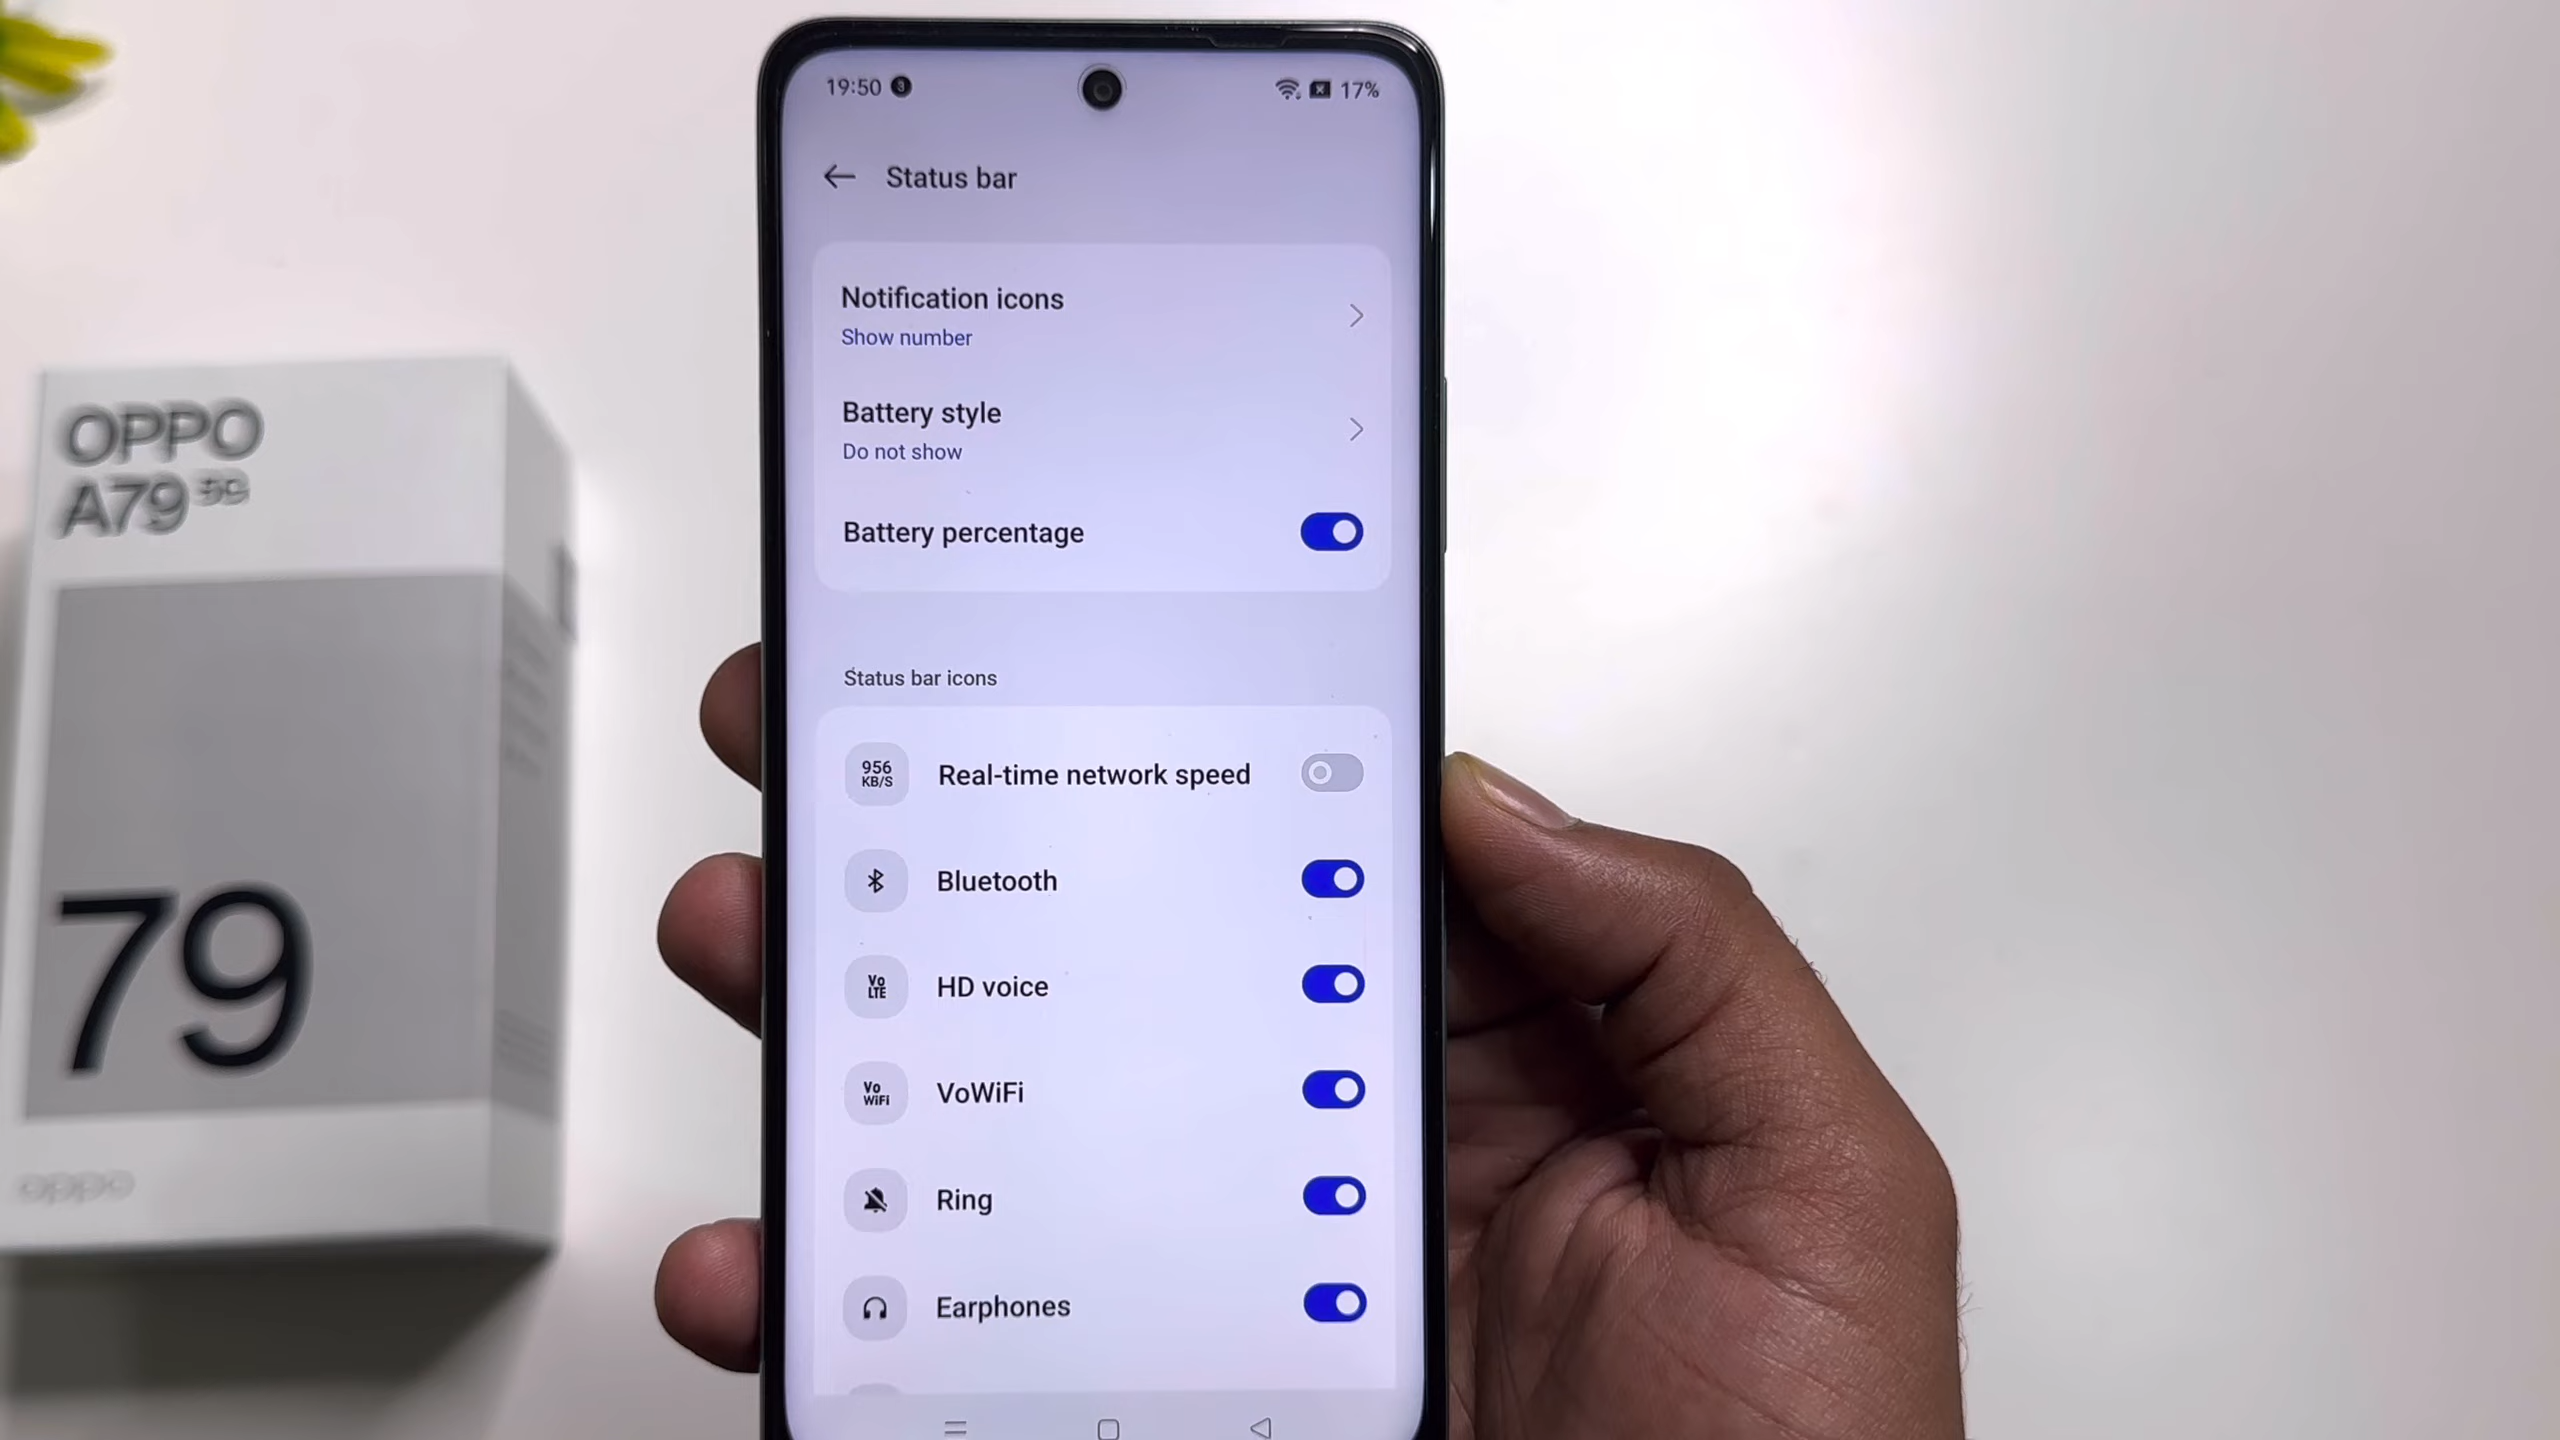 19:50 3
17%
Status bar
Notification icons
Show number
Battery style
Do not show
Battery percentage
Status bar icons
956
KB/S
Real-time network speed
Bluetooth
Vo
LTE
HD voice
Vo
WiFi
VoWiFi
Ring
Earphones
OPPO
A79 5G
79
oppo